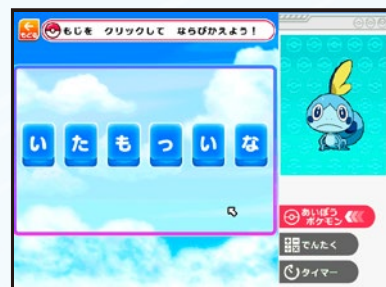 もどる
もじを クリックして ならびかえよう！
い た も っ い な
あいぼう
ポケモン
でんたく
タイマー